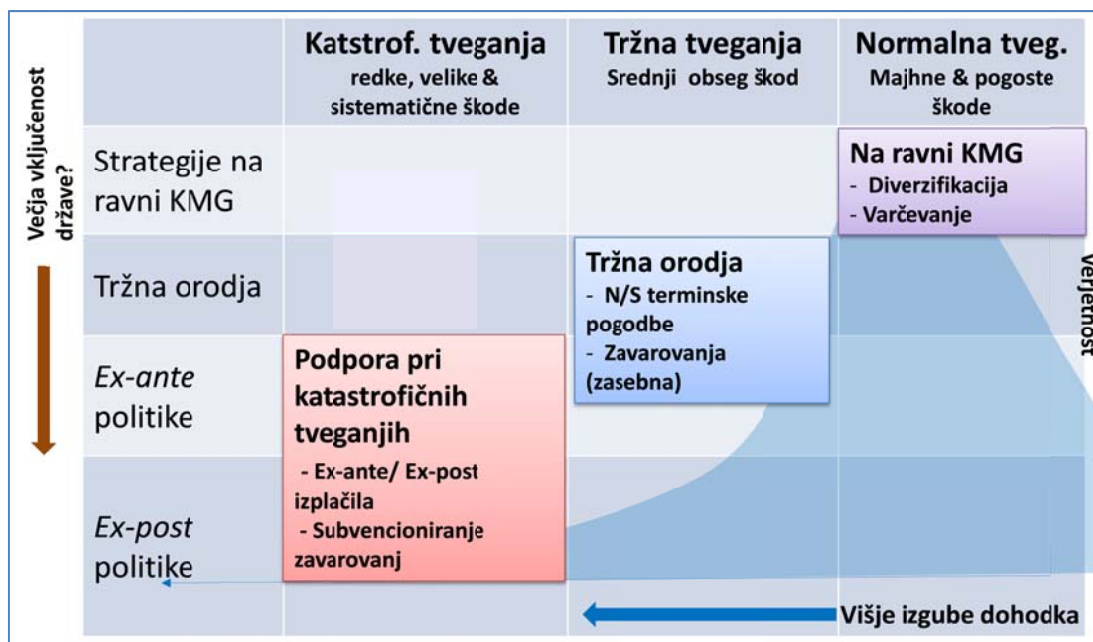 Katstrof. tveganja
redke, velike &
sistematične škode
Tržna tveganja
Srednji obseg škod
Normalna tveg.
Majhne & pogoste
škode
Večja vključenost
države?
Strategije na
ravni KMG
Na ravni KMG
- Diverzifikacija
- Varčevanje
Tržna orodja
Tržna orodja
- N/S terminske
pogodbe
- Zavarovanja
(zasebna)
Verjetnost
Ex-ante
politike
Podpora pri
katastrofičnih
tveganjih
- Ex-ante/ Ex-post
izplačila
- Subvencioniranje
zavarovanj
Ex-post
politike
Višje izgube dohodka